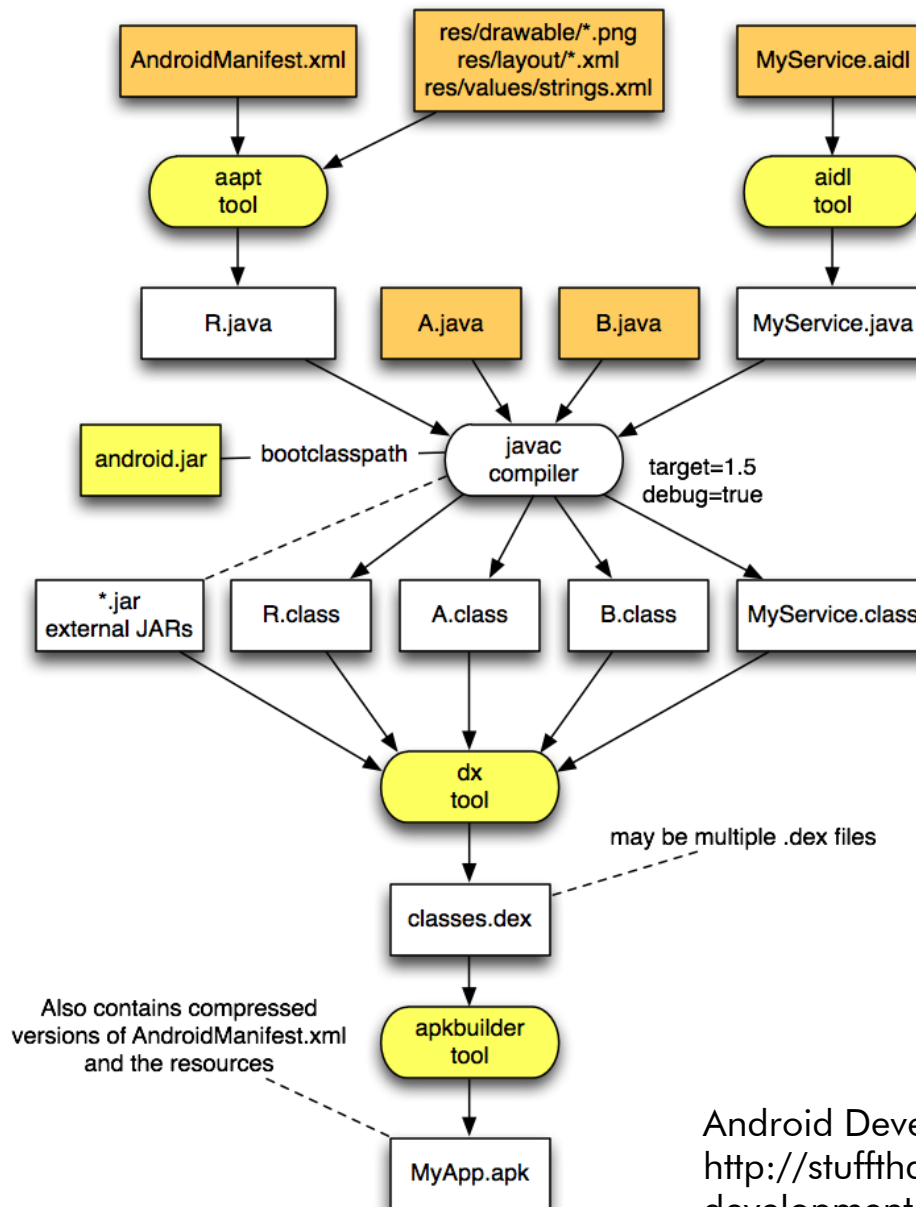 AndroidManifest.xml
res/drawable/*.png
res/layout/*.xml
res/values/strings.xml
MyService.aidl
aapt
tool
aidl
tool
R.java
A.java
B.java
MyService.java
android.jar
bootclasspath
javac
compiler
target=1.5
debug=true
*.jar
external JARs
R.class
A.class
B.class
MyService.class
dx
tool
may be multiple .dex files
classes.dex
Also contains compressed
versions of AndroidManifest.xml
and the resources
apkbuilder
tool
MyApp.apk
Android Deve
http://stufftha
development